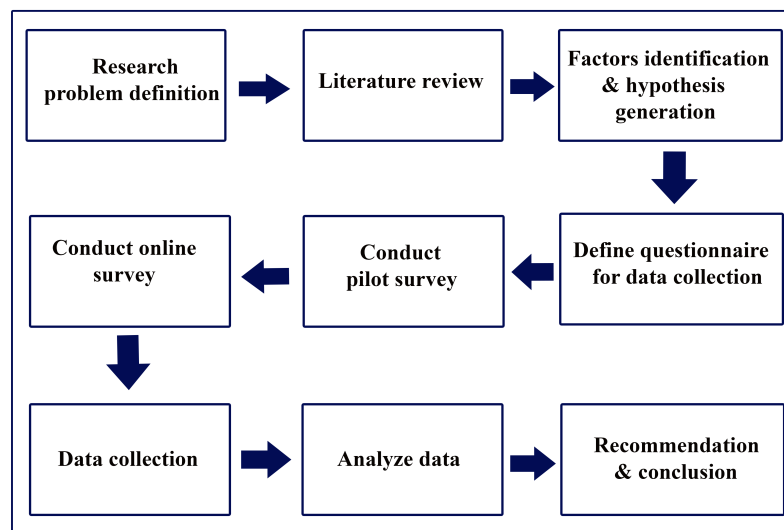 Research
problem definition
Literature review
Factors identification
& hypothesis
generation
Define questionnaire
for data collection
Conduct
pilot survey
Conduct online
survey
Data collection
Analyze data
Recommendation
& conclusion